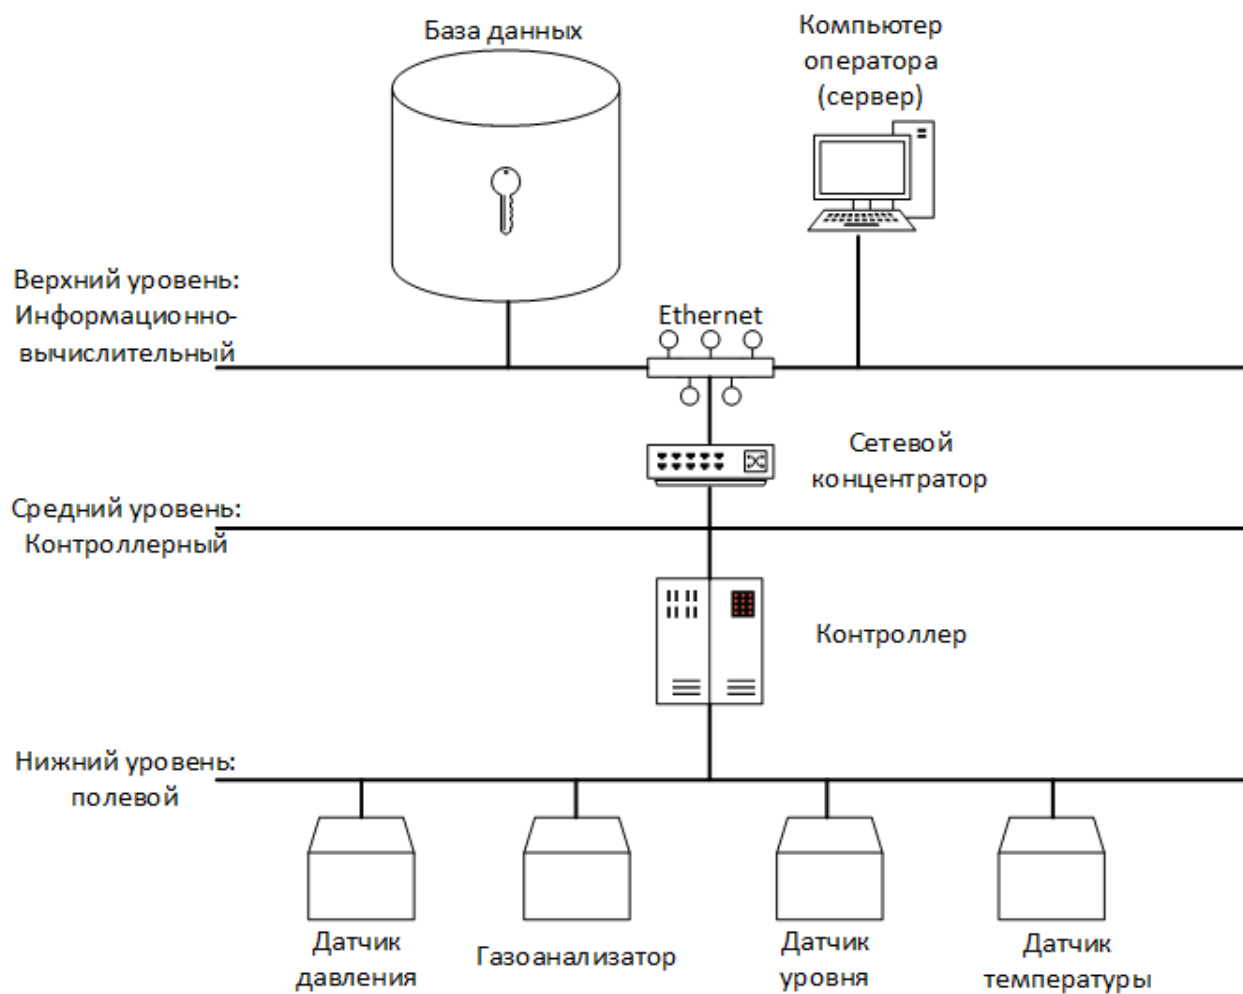 База данных
Компьютер
оператора
(сервер)
Верхний уровень:
Информационно-
вычислительный
Ethernet
Сетевой
концентратор
Средний уровень:
Контроллерный
Контроллер
Нижний уровень:
полевой
Датчик
давления
Газоанализатор
Датчик
уровня
Датчик
температуры